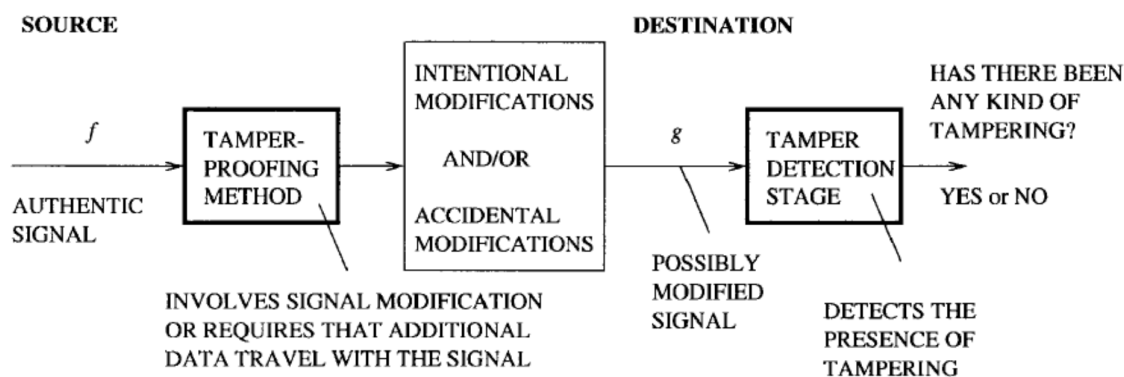 SOURCE
DESTINATION
f
AUTHENTIC
SIGNAL
TAMPER-
PROOFING
METHOD
INVOLVES SIGNAL MODIFICATION
OR REQUIRES THAT ADDITIONAL
DATA TRAVEL WITH THE SIGNAL
INTENTIONAL
MODIFICATIONS
AND/OR
ACCIDENTAL
MODIFICATIONS
g
POSSIBLY
MODIFIED
SIGNAL
TAMPER
DETECTION
STAGE
DETECTS THE
PRESENCE OF
TAMPERING
HAS THERE BEEN
ANY KIND OF
TAMPERING?
YES or NO